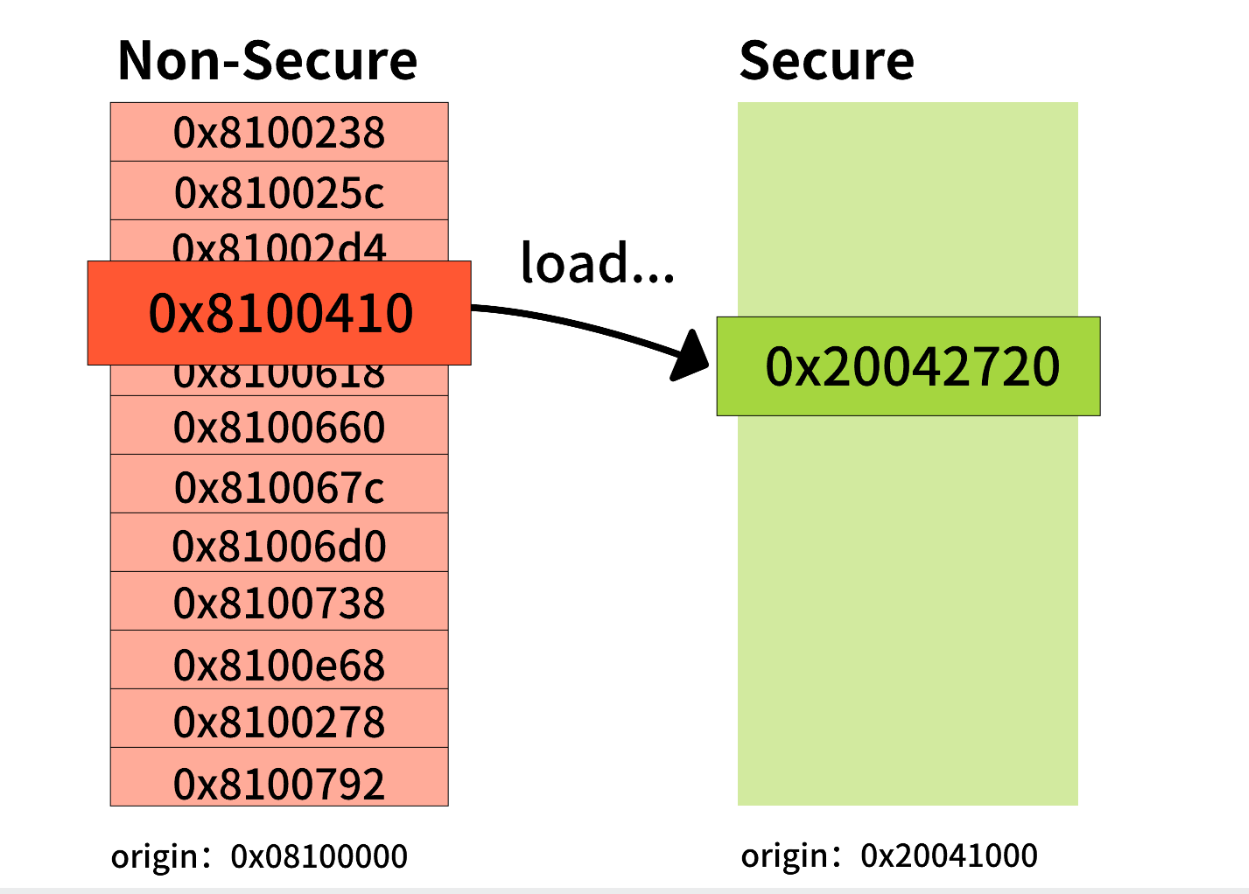 Non-Secure
0x8100238
0x810025c
0x81002d4
0x8100410
0x8100618
0x8100660
0x810067c
0x81006d0
0x8100738
0x8100e68
0x8100278
0x8100792
origin：0x08100000
load...
Secure
0x20042720
origin：0x20041000